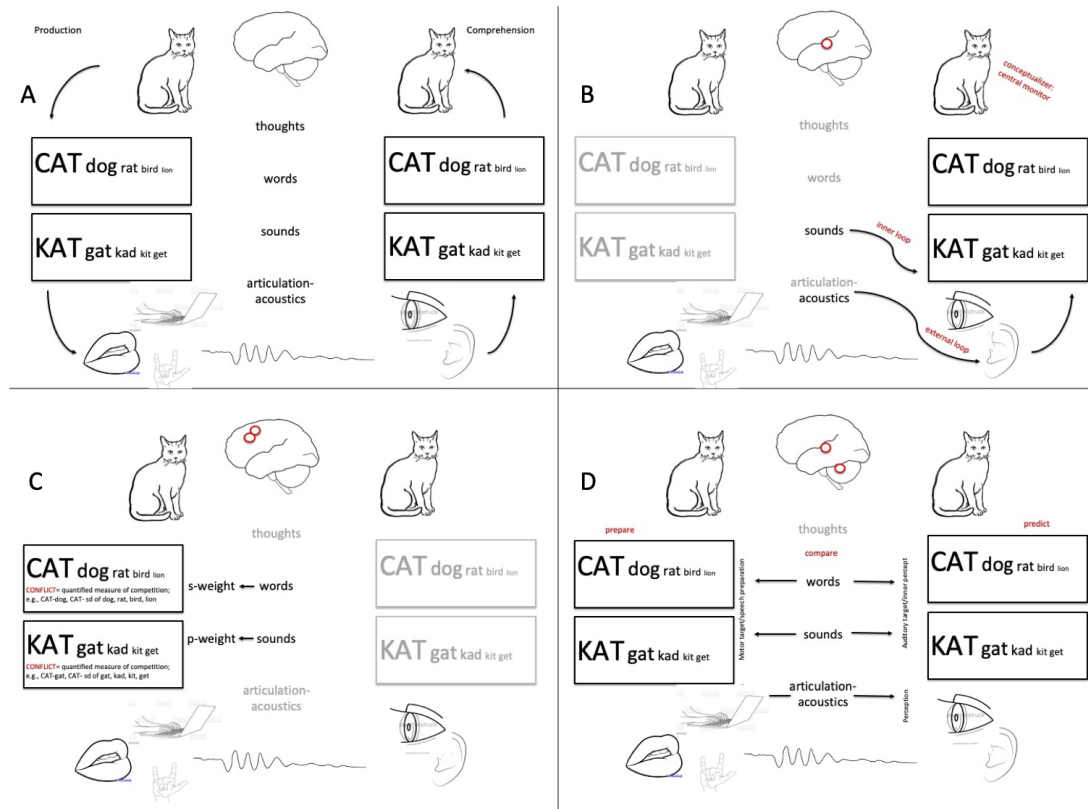 Production
Comprehension
A
thoughts
CAT dog rat bird lion
CAT dog rat bird lion
words
sounds
KAT gat kad kit get
KAT gat kad kit get
articulation-
acoustics
B
conceptualizer:
central monitor
thoughts
CAT dog rat bird lion
CAT dog rat bird lion
words
sounds
inner loop
KAT gat kad kit get
KAT gat kad kit get
articulation-
acoustics
external loop
C
thoughts
CAT dog rat bird lion
CONFLICT= quantified measure of competition;
e.g., CAT-dog, CAT- sd of dog, rat, bird, lion
s-weight
words
CAT dog rat bird lion
KAT gat kad kit get
CONFLICT= quantified measure of competition;
e.g., CAT-gat, CAT- sd of gat, kad, kit, get
p-weight
sounds
KAT gat kad kit get
articulation-
acoustics
D
prepare
thoughts
predict
compare
CAT dog rat bird lion
Motor target/speech preparation
words
Auditory target/inner percept
CAT dog rat bird lion
KAT gat kad kit get
sounds
KAT gat kad kit get
articulation-
acoustics
Perception